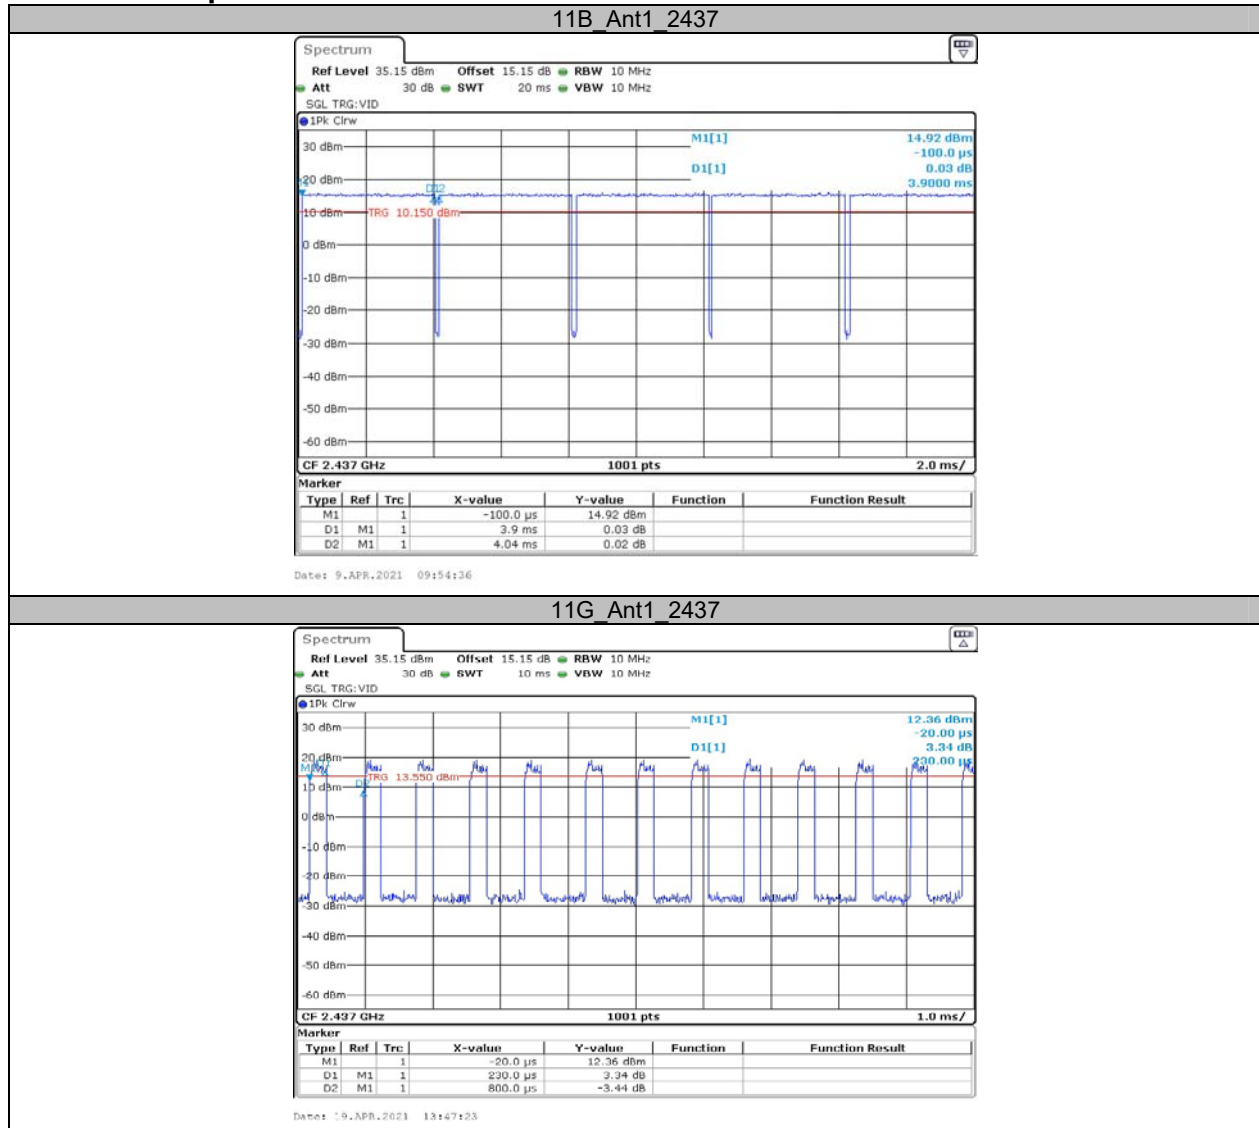 11B_Ant1_2437
Spectrum
Ref Level 35.15 dBm Offset 15.15 dB RBW 10 MHz
Att 30 dB SWT 20 ms VBW 10 MHz
SGL TRG:VID
1Pk Clrw
M1[1] 14.92 dBm
-100.0 µs
30 dBm
D1[1] 0.03 dB
3.9000 ms
20 dBm
D12
10 dBm
TRG 10.150 dBm
0 dBm
-10 dBm
-20 dBm
-30 dBm
-40 dBm
-50 dBm
-60 dBm
CF 2.437 GHz 1001 pts 2.0 ms/
Marker
Type Ref Trc X-value Y-value Function Function Result
M1 1 -100.0 µs 14.92 dBm
D1 M1 1 3.9 ms 0.03 dB
D2 M1 1 4.04 ms 0.02 dB
Date: 9.APR.2021 09:54:36
11G_Ant1_2437
Spectrum
Ref Level 35.15 dBm Offset 15.15 dB RBW 10 MHz
Att 30 dB SWT 10 ms VBW 10 MHz
SGL TRG:VID
1Pk Clrw
M1[1] 12.36 dBm
-20.00 µs
30 dBm
D1[1] 3.34 dB
230.00 µs
20 dBm
TRG 13.550 dBm
10 dBm
0 dBm
-10 dBm
-20 dBm
-30 dBm
-40 dBm
-50 dBm
-60 dBm
CF 2.437 GHz 1001 pts 1.0 ms/
Marker
Type Ref Trc X-value Y-value Function Function Result
M1 1 -20.0 µs 12.36 dBm
D1 M1 1 230.0 µs 3.34 dB
D2 M1 1 800.0 µs -3.44 dB
Date: 19.APR.2021 13:47:23